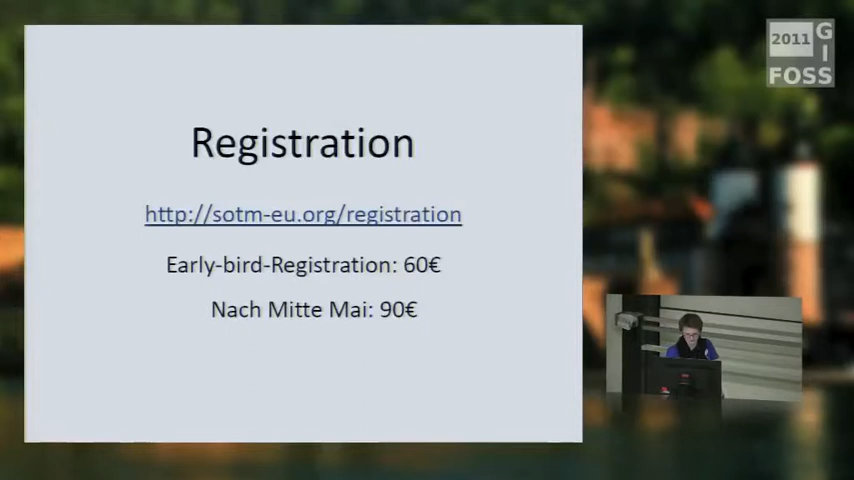 Registration
http://sotm-eu.org/registration
Early-bird-Registration: 60€
Nach Mitte Mai: 90€
2011 G
I
FOSS